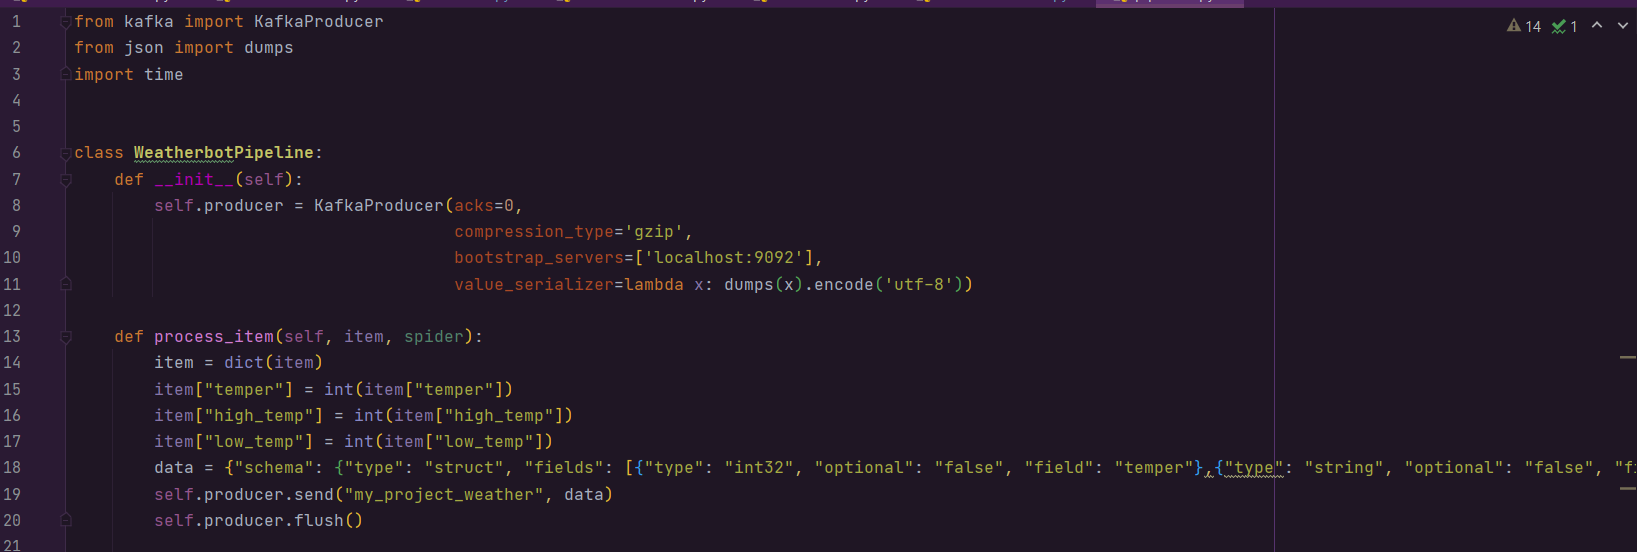 14 1
1 from kafka import KafkaProducer
2 from json import dumps
3 import time
4
5
6 class WeatherbotPipeline:
7 def __init__(self):
8 self.producer = KafkaProducer(acks=0,
9 compression_type='gzip',
10 bootstrap_servers=['localhost:9092'],
11 value_serializer=lambda x: dumps(x).encode('utf-8'))
12
13 def process_item(self, item, spider):
14 item = dict(item)
15 item["temper"] = int(item["temper"])
16 item["high_temp"] = int(item["high_temp"])
17 item["low_temp"] = int(item["low_temp"])
18 data = {"schema": {"type": "struct", "fields": [{"type": "int32", "optional": "false", "field": "temper"},{"type": "string", "optional": "false", "fi
19 self.producer.send("my_project_weather", data)
20 self.producer.flush()
21